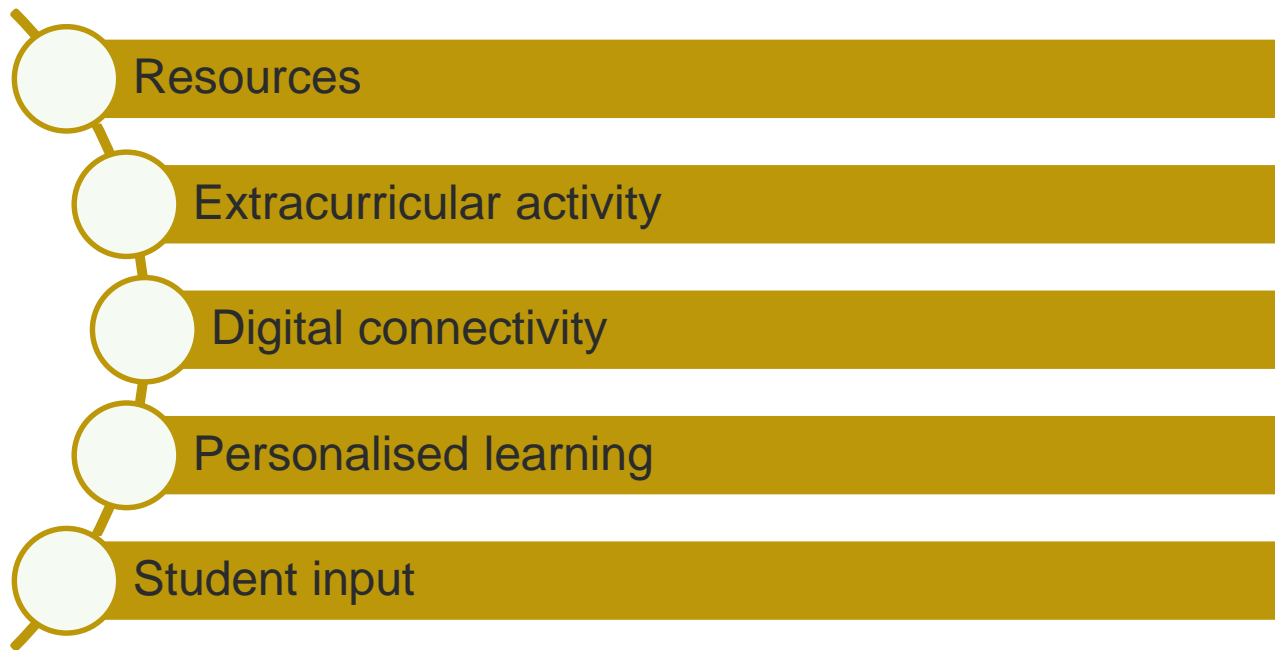 Resources
Extracurricular activity
Digital connectivity
Personalised learning
Student input